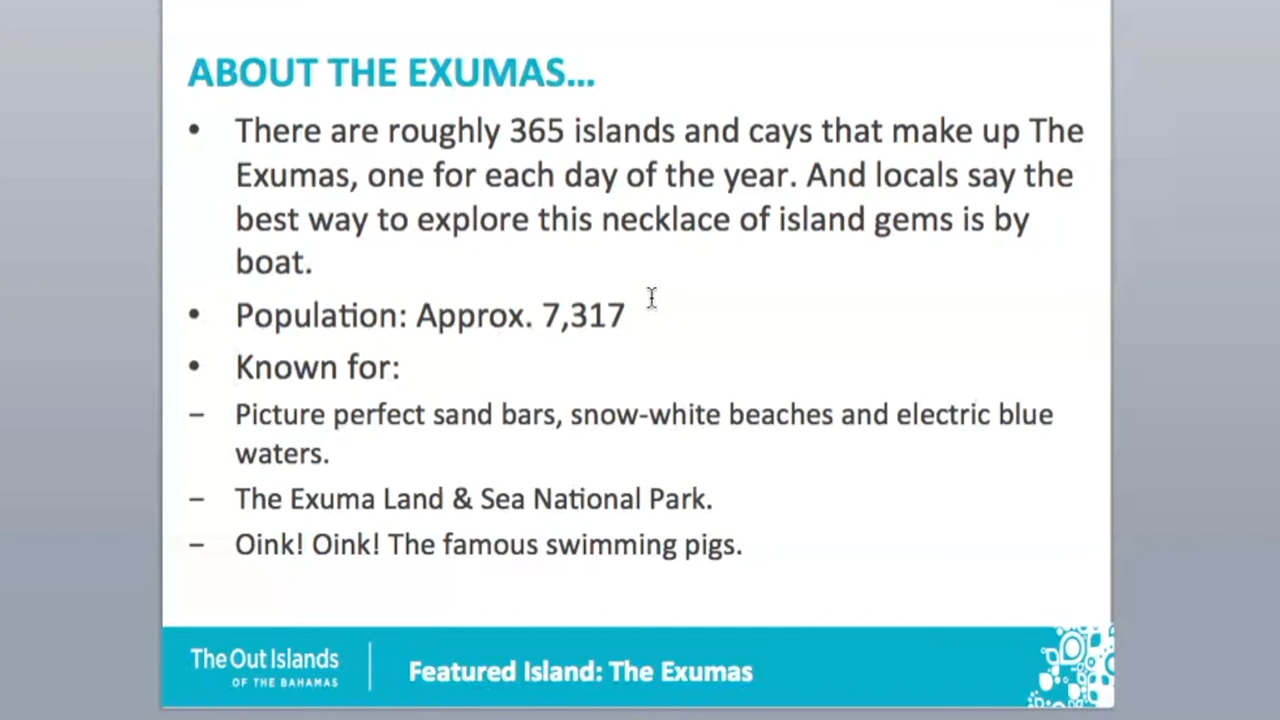 ABOUT THE EXUMAS...
• There are roughly 365 islands and cays that make up The
Exumas, one for each day of the year. And locals say the
best way to explore this necklace of island gems is by
boat.
• Population: Approx. 7,317
• Known for:
– Picture perfect sand bars, snow-white beaches and electric blue
waters.
– The Exuma Land & Sea National Park.
– Oink! Oink! The famous swimming pigs.
The Out Islands
OF THE BAHAMAS
Featured Island: The Exumas